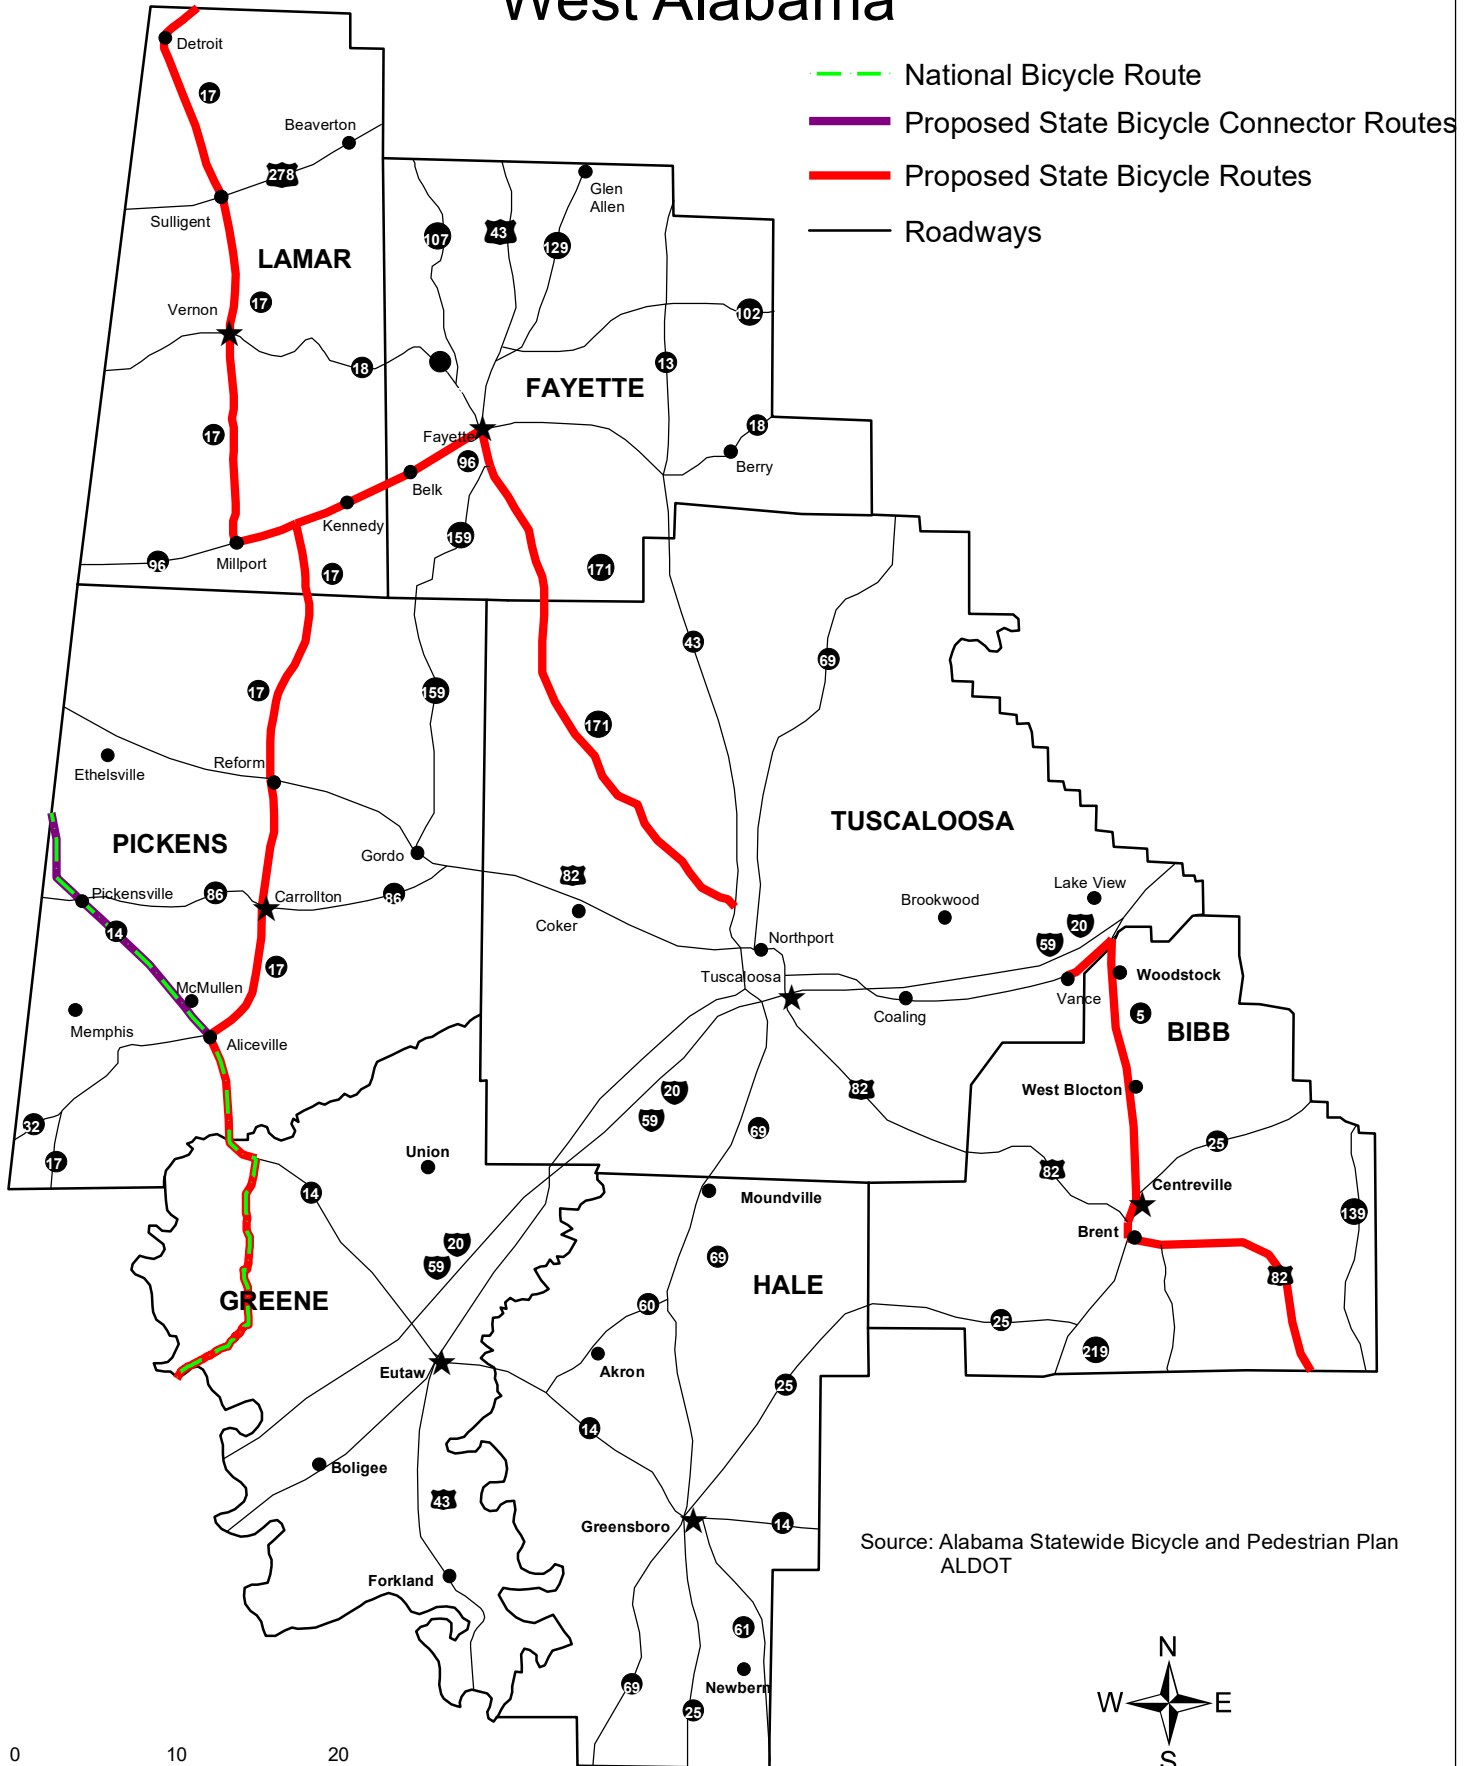 West Alabama
National Bicycle Route
Proposed State Bicycle Connector Routes
Proposed State Bicycle Routes
Roadways
Detroit
17
Beaverton
278
Sulligent
LAMAR
Glen
Allen
107
43
129
17
Vernon
102
18
13
FAYETTE
17
18
Fayette
96
Berry
Belk
Kennedy
159
96
Millport
17
171
43
69
17
159
171
Ethelsville
Reform
TUSCALOOSA
PICKENS
Gordo
82
Pickensville
86
Carrollton
86
Lake View
Brookwood
Coker
20
59
14
Northport
17
Tuscaloosa
Woodstock
McMullen
Vance
Memphis
Coaling
5
BIBB
Aliceville
20
59
82
West Blocton
32
69
25
Union
17
82
14
Centreville
Moundville
139
Brent
20
59
69
82
GREENE
HALE
60
25
219
Eutaw
Akron
25
14
Boligee
43
Greensboro
14
Source: Alabama Statewide Bicycle and Pedestrian Plan
ALDOT
Forkland
61
N
69
Newbern
W
E
25
0
10
20
S